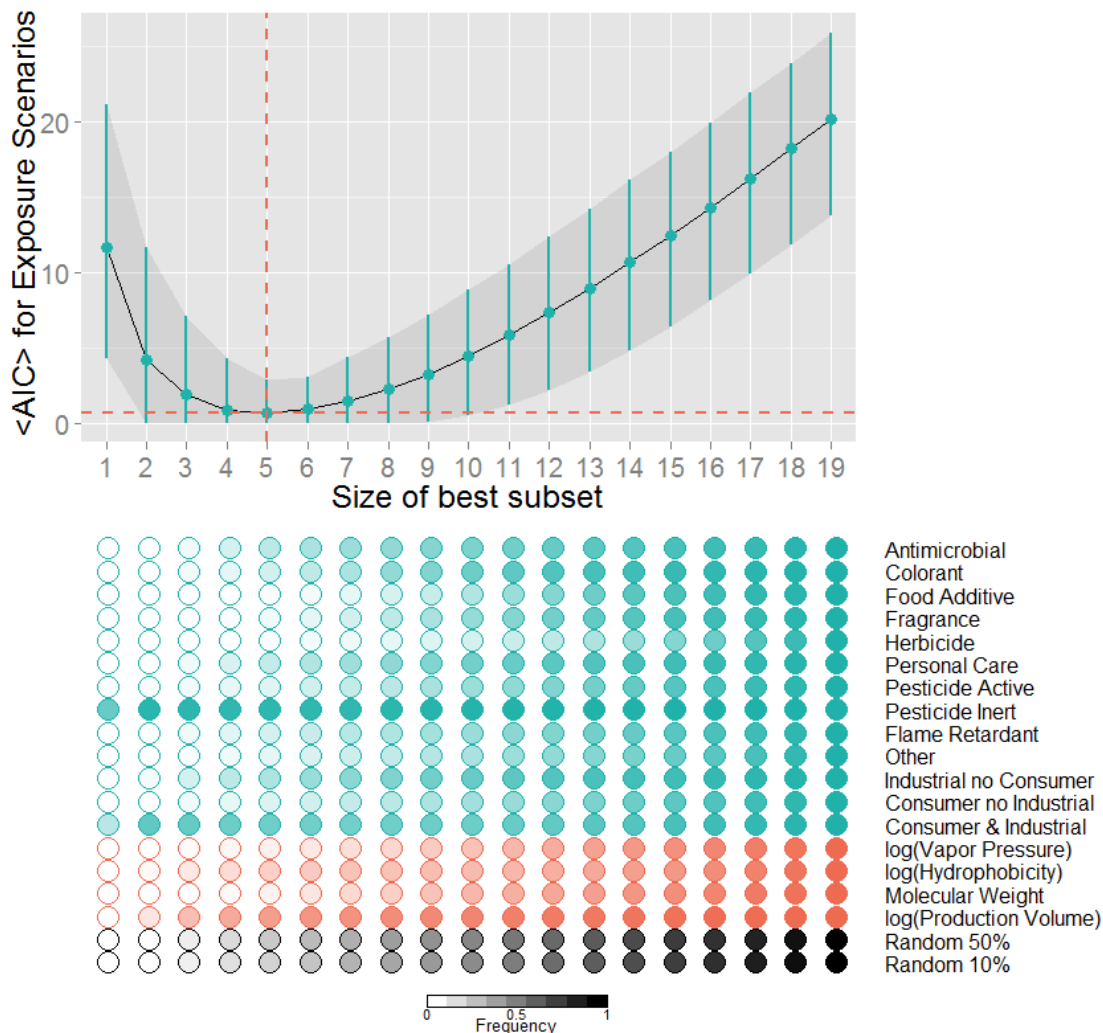 <AIC> for Exposure Scenarios
20
10
0
1 2 3 4 5 6 7 8 9 10 11 12 13 14 15 16 17 18 19
Size of best subset
Antimicrobial
Colorant
Food Additive
Fragrance
Herbicide
Personal Care
Pesticide Active
Pesticide Inert
Flame Retardant
Other
Industrial no Consumer
Consumer no Industrial
Consumer & Industrial
log(Vapor Pressure)
log(Hydrophobicity)
Molecular Weight
log(Production Volume)
Random 50%
Random 10%
0 0.5 1
Frequency